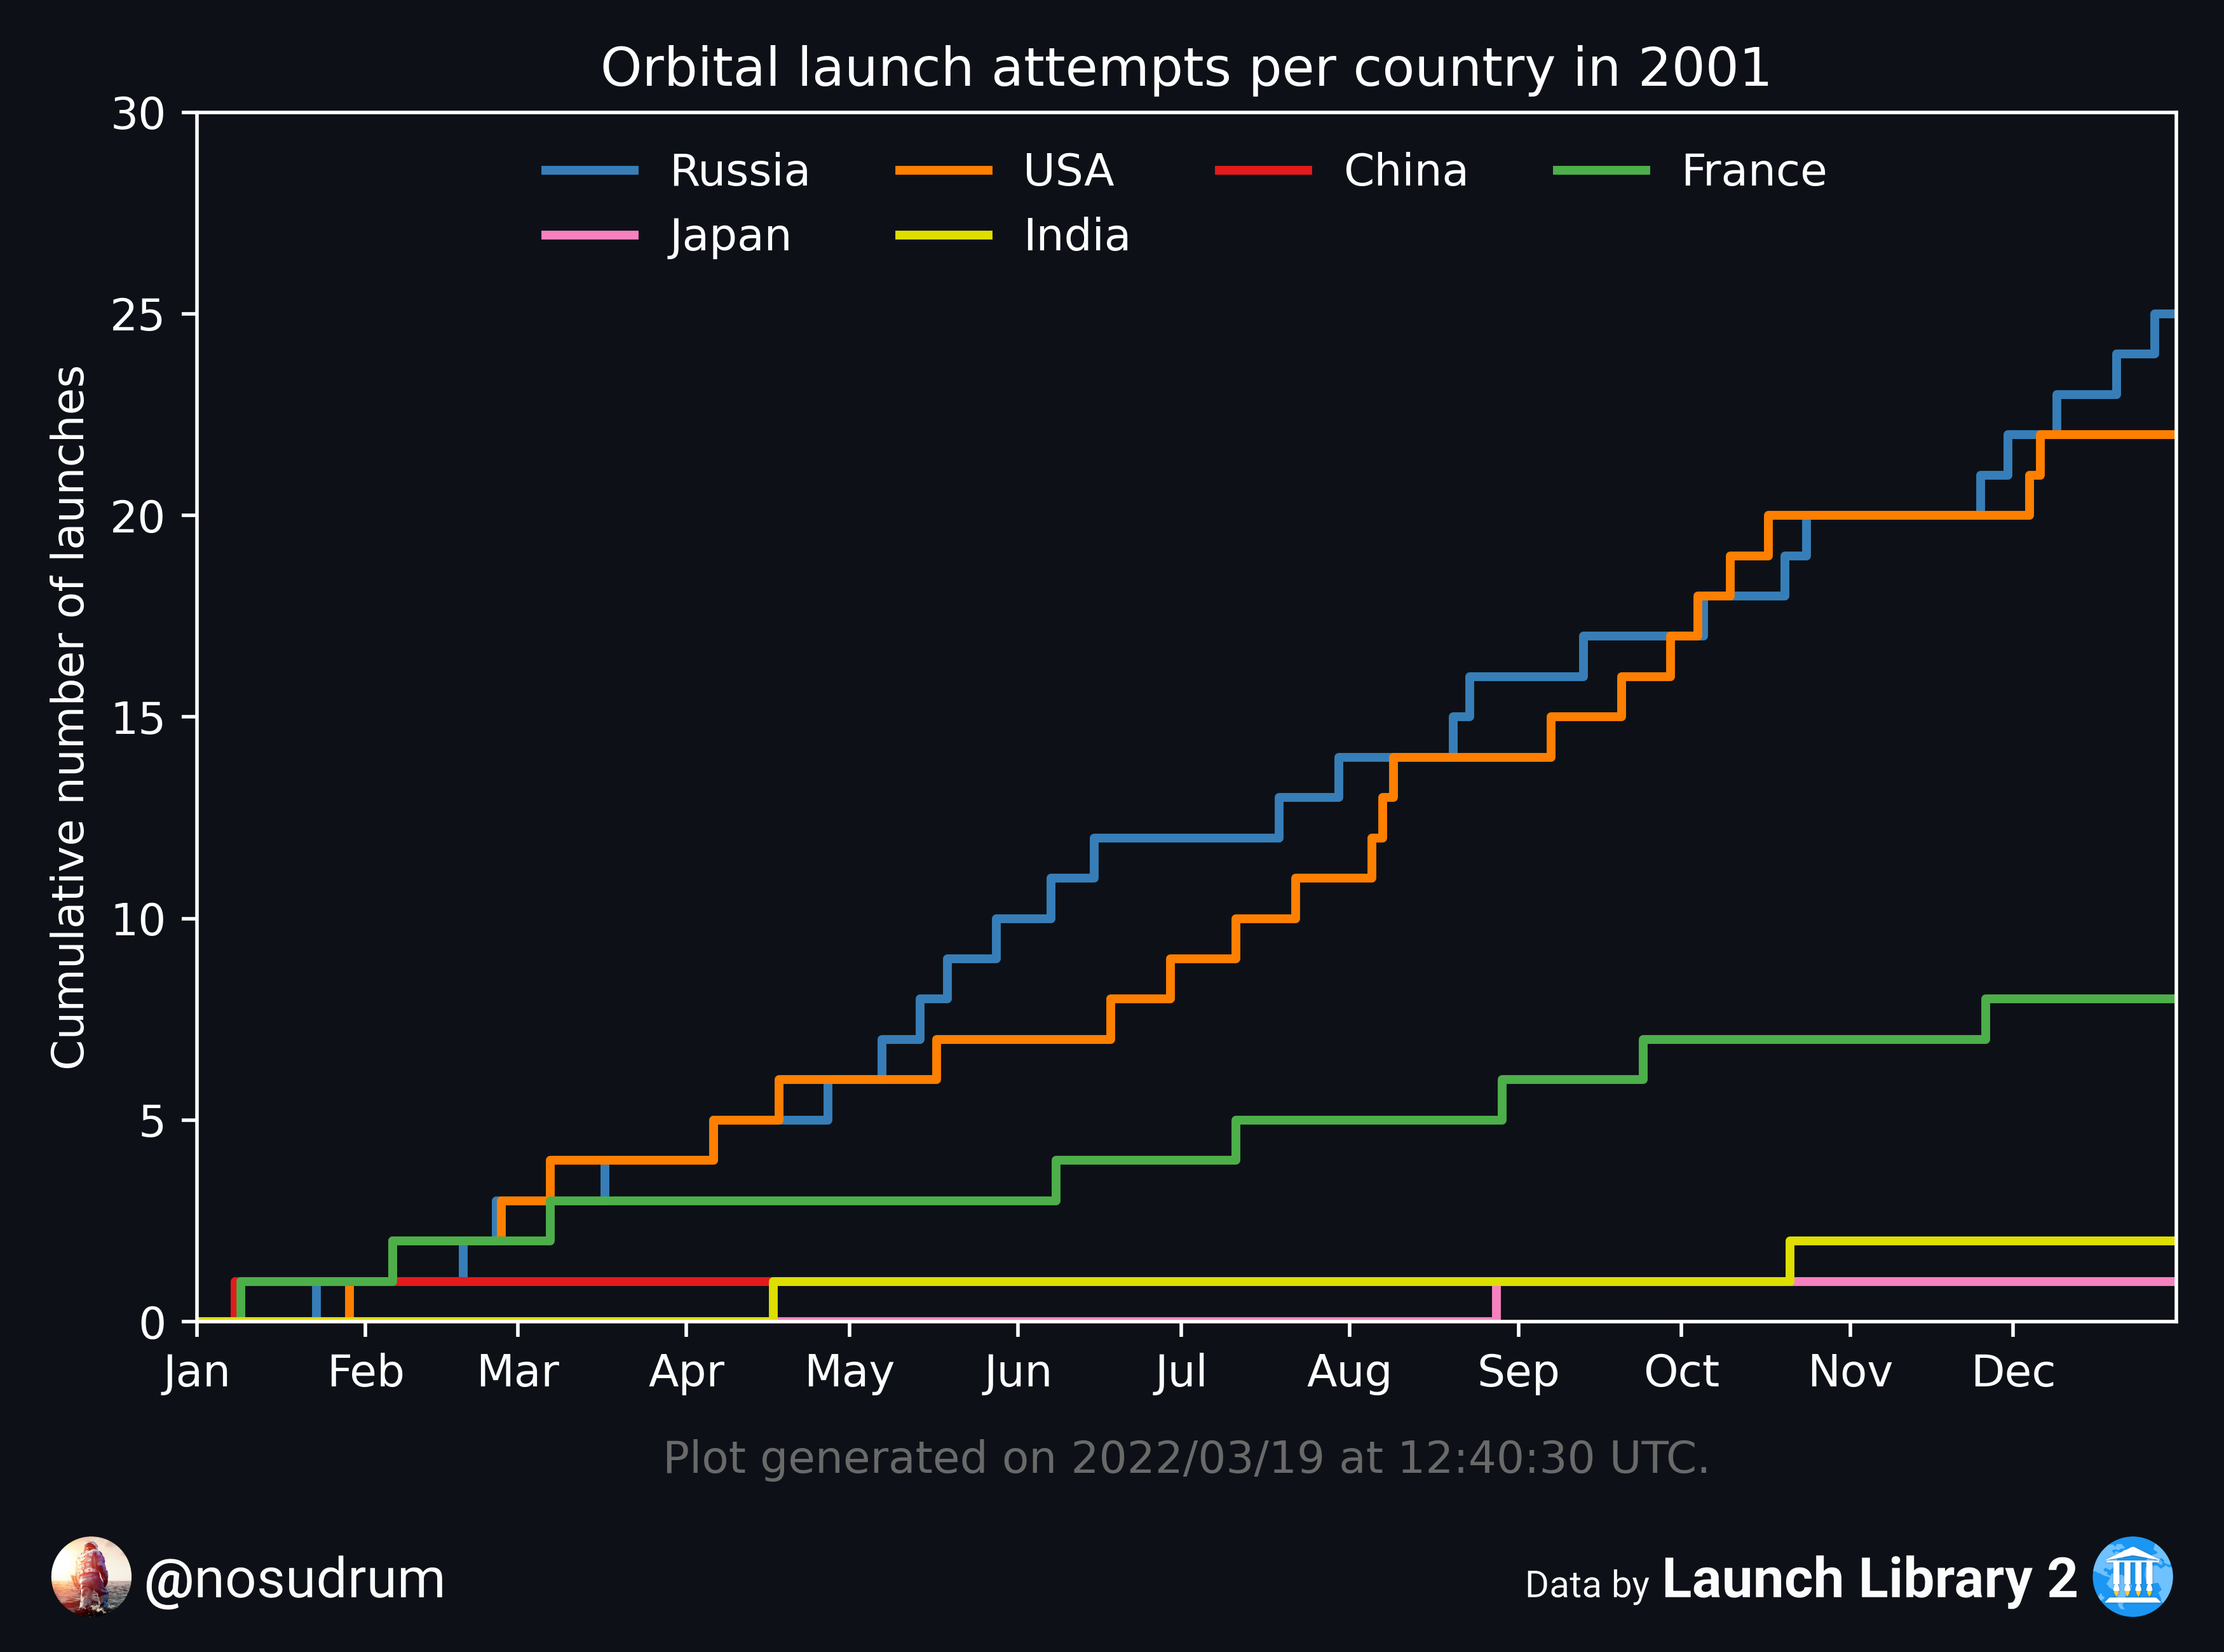 Orbital launch attempts per country in 2001
30
Russia USA China France
Japan India
25
20
15
10
5
0
Cumulative number of launches
Jan Feb Mar Apr May Jun Jul Aug Sep Oct Nov Dec
Plot generated on 2022/03/19 at 12:40:30 UTC.
@nosudrum
Data by Launch Library 2